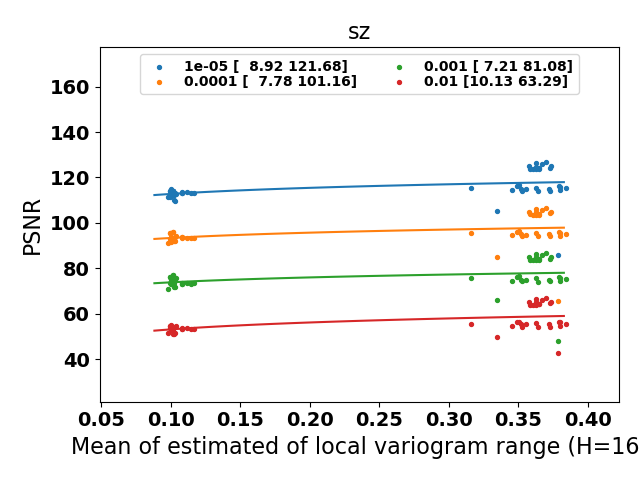 sz
1e-05 [  8.92 121.68]
0.0001 [  7.78 101.16]
0.001 [ 7.21 81.08]
0.01 [10.13 63.29]
PSNR
160
140
120
100
80
60
40
0.05 0.10 0.15 0.20 0.25 0.30 0.35 0.40
Mean of estimated of local variogram range (H=16